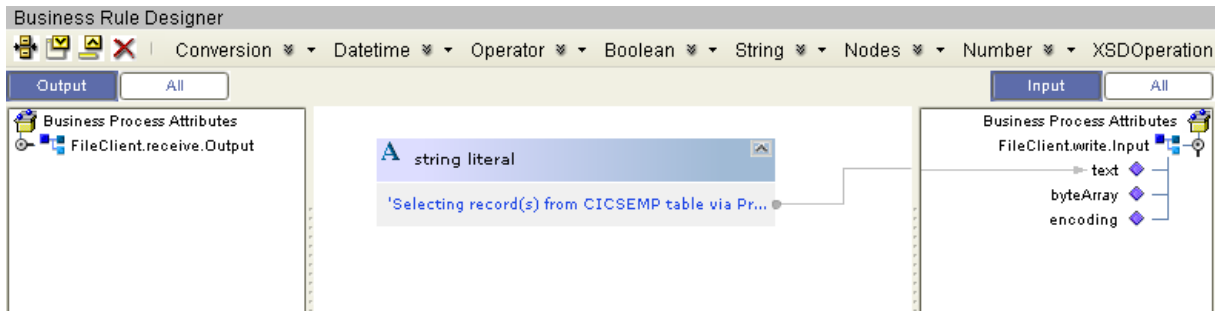 Business Rule Designer
Conversion Datetime Operator Boolean String Nodes Number XSDOperation
Output All Input All
Business Process Attributes Business Process Attributes
FileClient.receive.Output FileClient.write.Input
A string literal
text
'Selecting record(s) from CICSEMP table via Pr...
byteArray
encoding